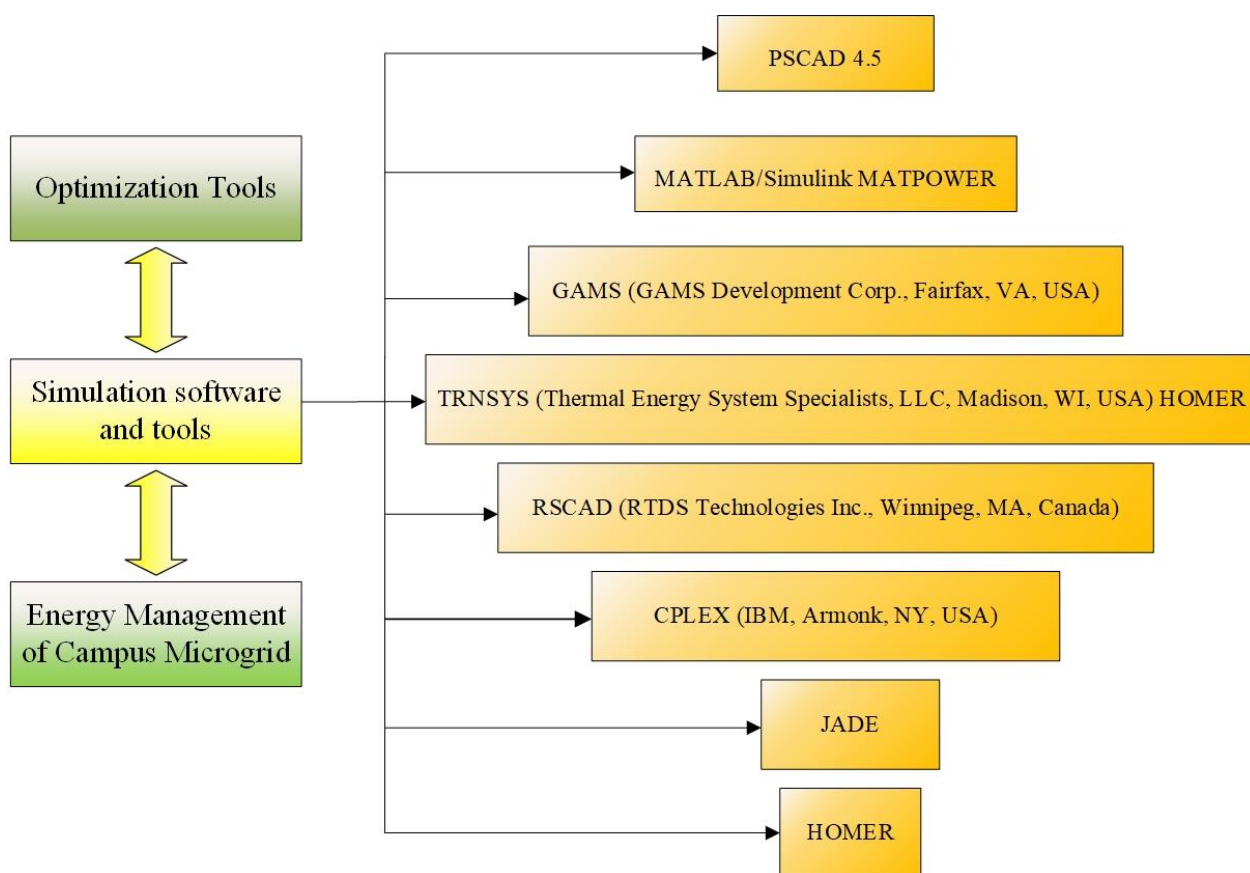 PSCAD 4.5
Optimization Tools
MATLAB/Simulink MATPOWER
GAMS (GAMS Development Corp., Fairfax, VA, USA)
Simulation software
and tools
TRNSYS (Thermal Energy System Specialists, LLC, Madison, WI, USA) HOMER
RSCAD (RTDS Technologies Inc., Winnipeg, MA, Canada)
Energy Management
of Campus Microgrid
CPLEX (IBM, Armonk, NY, USA)
JADE
HOMER